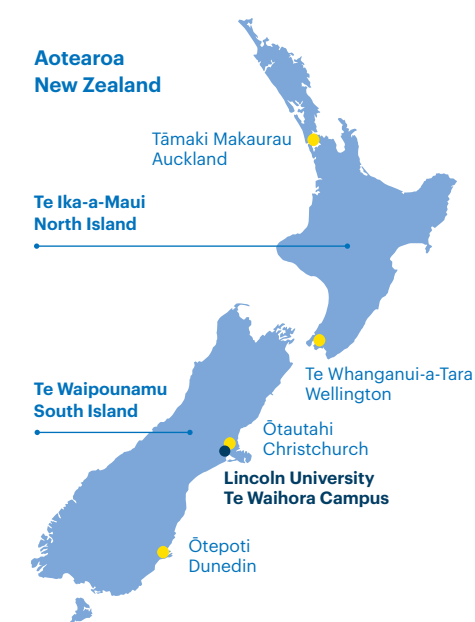 Aotearoa
New Zealand
Tāmaki Makaurau
Auckland
Te Ika-a-Maui
North Island
Te Whanganui-a-Tara
Wellington
Te Waipounamu
South Island
Ōtautahi
Christchurch
Lincoln University
Te Waihora Campus
Ōtepoti
Dunedin